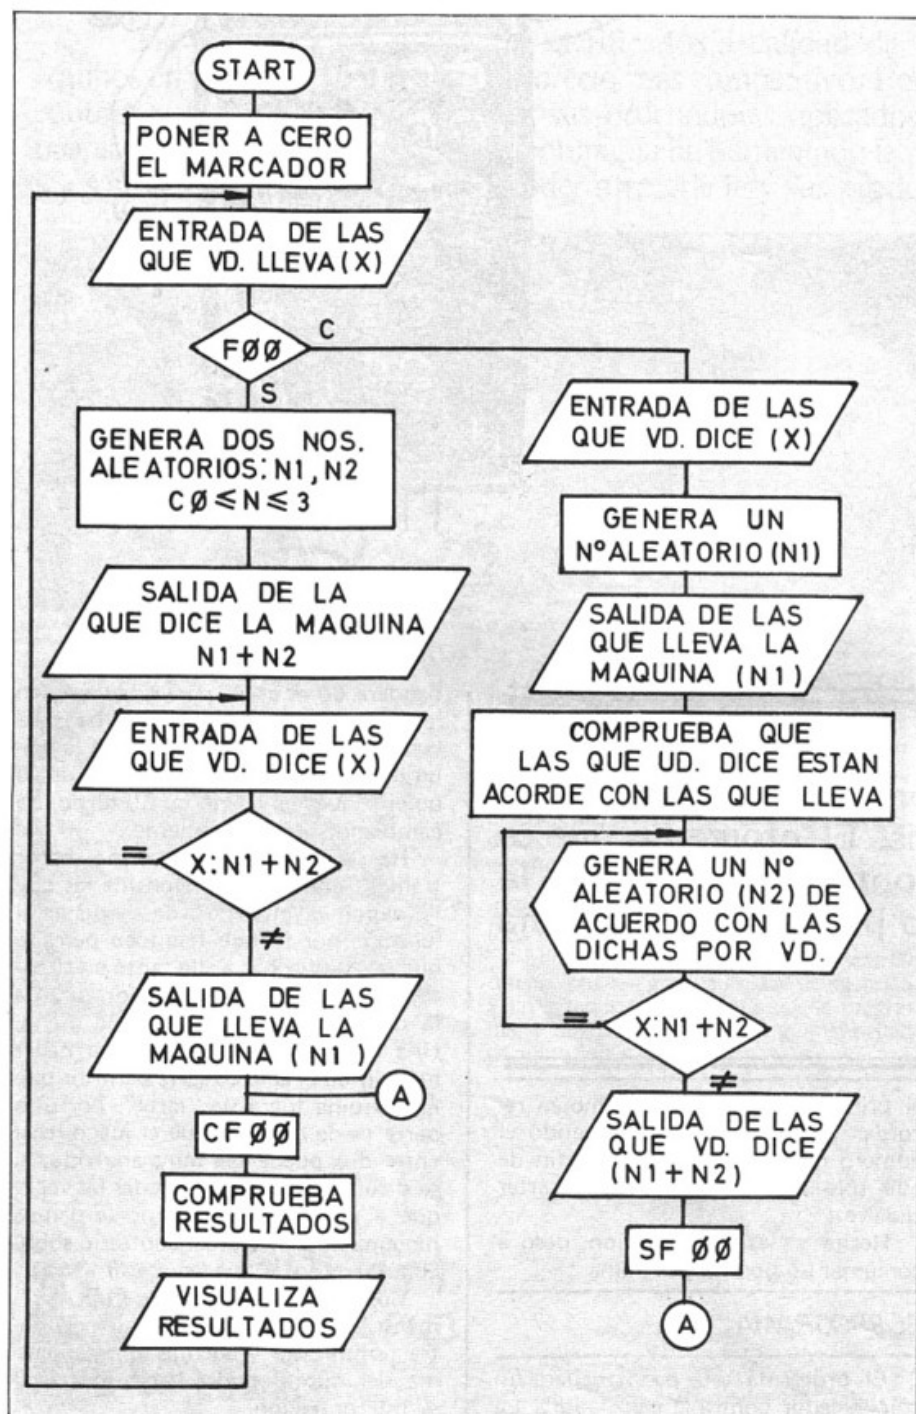 START
PONER A CERO
EL MARCADOR
ENTRADA DE LAS
QUE VD. LLEVA (X)
FØØ
C
S
GENERA DOS NOS.
ALEATORIOS: N1, N2
CØ ≤ N ≤ 3
SALIDA DE LA
QUE DICE LA MAQUINA
N1 + N2
ENTRADA DE LAS
QUE VD. DICE (X)
=
X: N1 + N2
≠
SALIDA DE LAS
QUE LLEVA LA
MAQUINA (N1)
A
CF ØØ
COMPRUEBA
RESULTADOS
VISUALIZA
RESULTADOS
ENTRADA DE LAS
QUE VD. DICE (X)
GENERA UN
Nº ALEATORIO (N1)
SALIDA DE LAS
QUE LLEVA LA
MAQUINA (N1)
COMPRUEBA QUE
LAS QUE UD. DICE ESTAN
ACORDE CON LAS QUE LLEVA
GENERA UN Nº
ALEATORIO (N2) DE
ACUERDO CON LAS
DICHAS POR VD.
=
X: N1 + N2
≠
SALIDA DE LAS
QUE VD. DICE
(N1 + N2)
SF ØØ
A